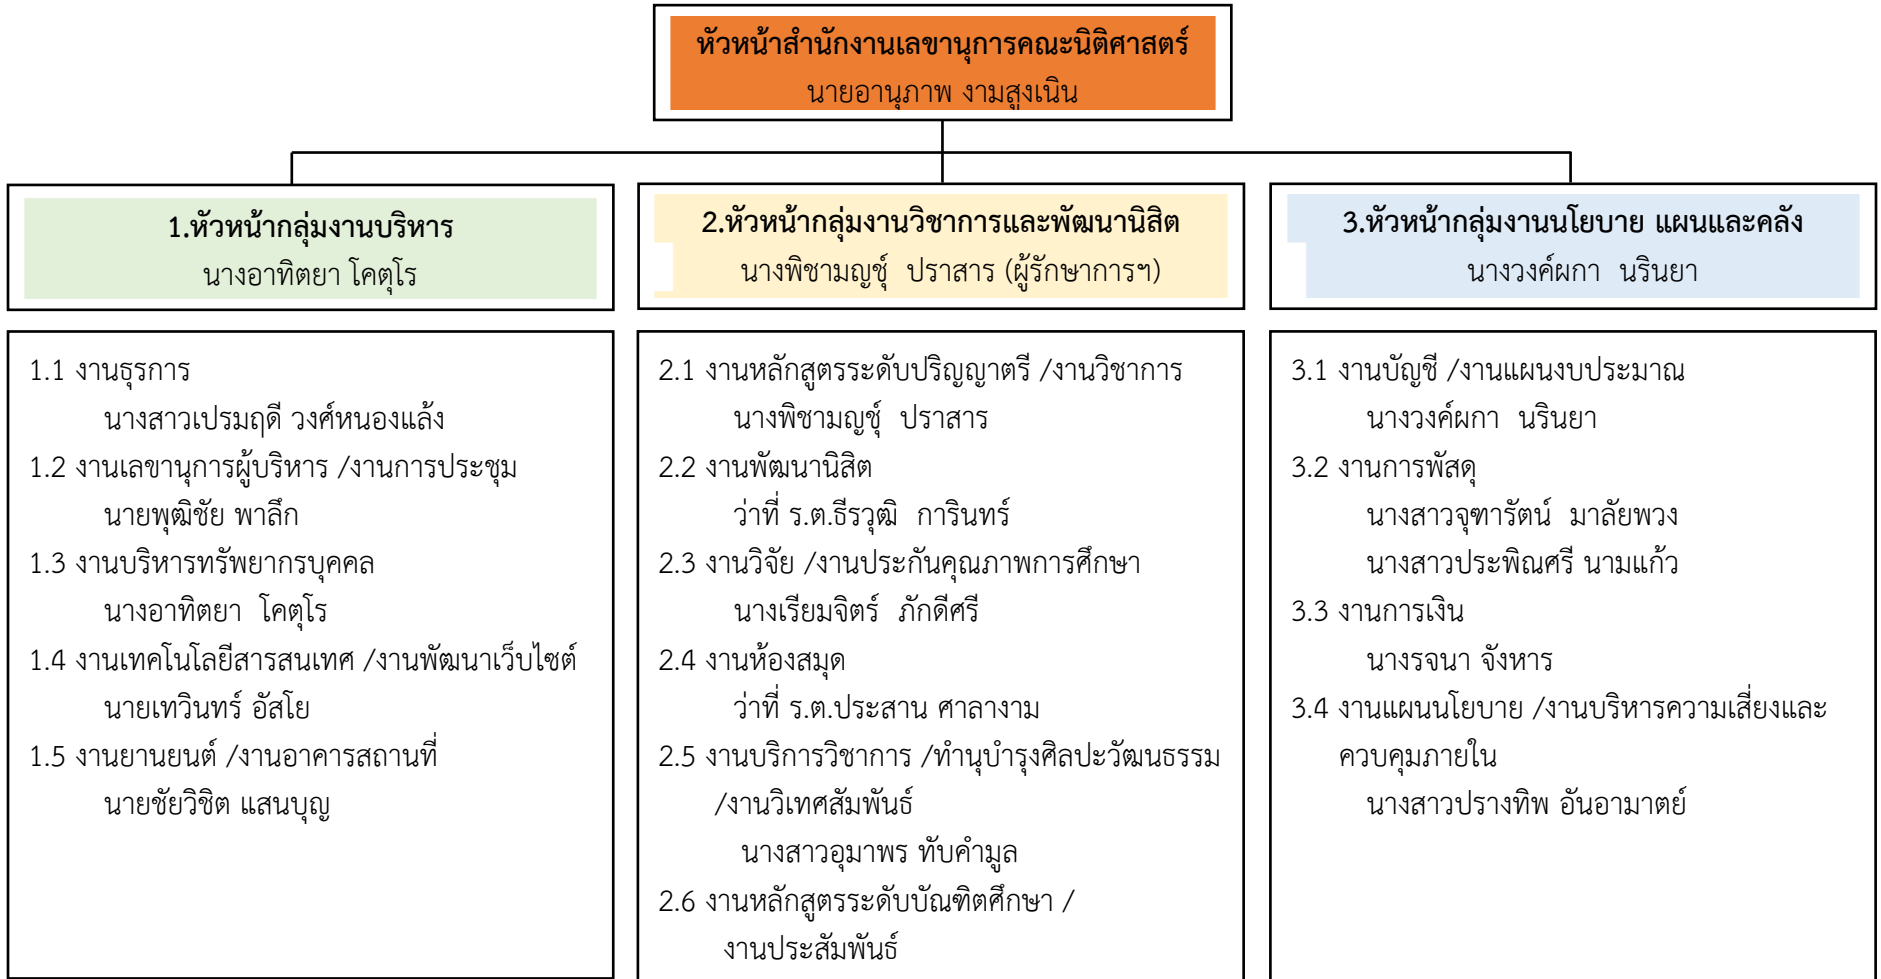 หัวหน้าสำนักงานเลขานุการคณะนิติศาสตร์
นายอานุภาพ งามสูงเนิน
1.หัวหน้ากลุ่มงานบริหาร
นางอาทิตยา โคตุโร
2.หัวหน้ากลุ่มงานวิชาการและพัฒนานิสิต
นางพิชามญชุ์ ปราสาร (ผู้รักษาการฯ)
3.หัวหน้ากลุ่มงานนโยบาย แผนและคลัง
นางวงค์ผกา นรินยา
1.1 งานธุรการ
นางสาวเปรมฤดี วงศ์หนองแล้ง
1.2 งานเลขานุการผู้บริหาร /งานการประชุม
นายพุฒิชัย พาลึก
1.3 งานบริหารทรัพยากรบุคคล
นางอาทิตยา โคตุโร
1.4 งานเทคโนโลยีสารสนเทศ /งานพัฒนาเว็บไซต์
นายเทวินทร์ อัสโย
1.5 งานยานยนต์ /งานอาคารสถานที่
นายชัยวิชิต แสนบุญ
2.1 งานหลักสูตรระดับปริญญาตรี /งานวิชาการ
นางพิชามญชุ์ ปราสาร
2.2 งานพัฒนานิสิต
ว่าที่ ร.ต.ธีรวุฒิ การินทร์
2.3 งานวิจัย /งานประกันคุณภาพการศึกษา
นางเรียมจิตร์ ภักดีศรี
2.4 งานห้องสมุด
ว่าที่ ร.ต.ประสาน ศาลางาม
2.5 งานบริการวิชาการ /ทำนุบำรุงศิลปะวัฒนธรรม
/งานวิเทศสัมพันธ์
นางสาวอุมาพร ทับคำมูล
2.6 งานหลักสูตรระดับบัณฑิตศึกษา /
งานประสัมพันธ์
3.1 งานบัญชี /งานแผนงบประมาณ
นางวงค์ผกา นรินยา
3.2 งานการพัสดุ
นางสาวจุฑารัตน์ มาลัยพวง
นางสาวประพิณศรี นามแก้ว
3.3 งานการเงิน
นางรจนา จังหาร
3.4 งานแผนนโยบาย /งานบริหารความเสี่ยงและ
ควบคุมภายใน
นางสาวปรางทิพ อันอามาตย์